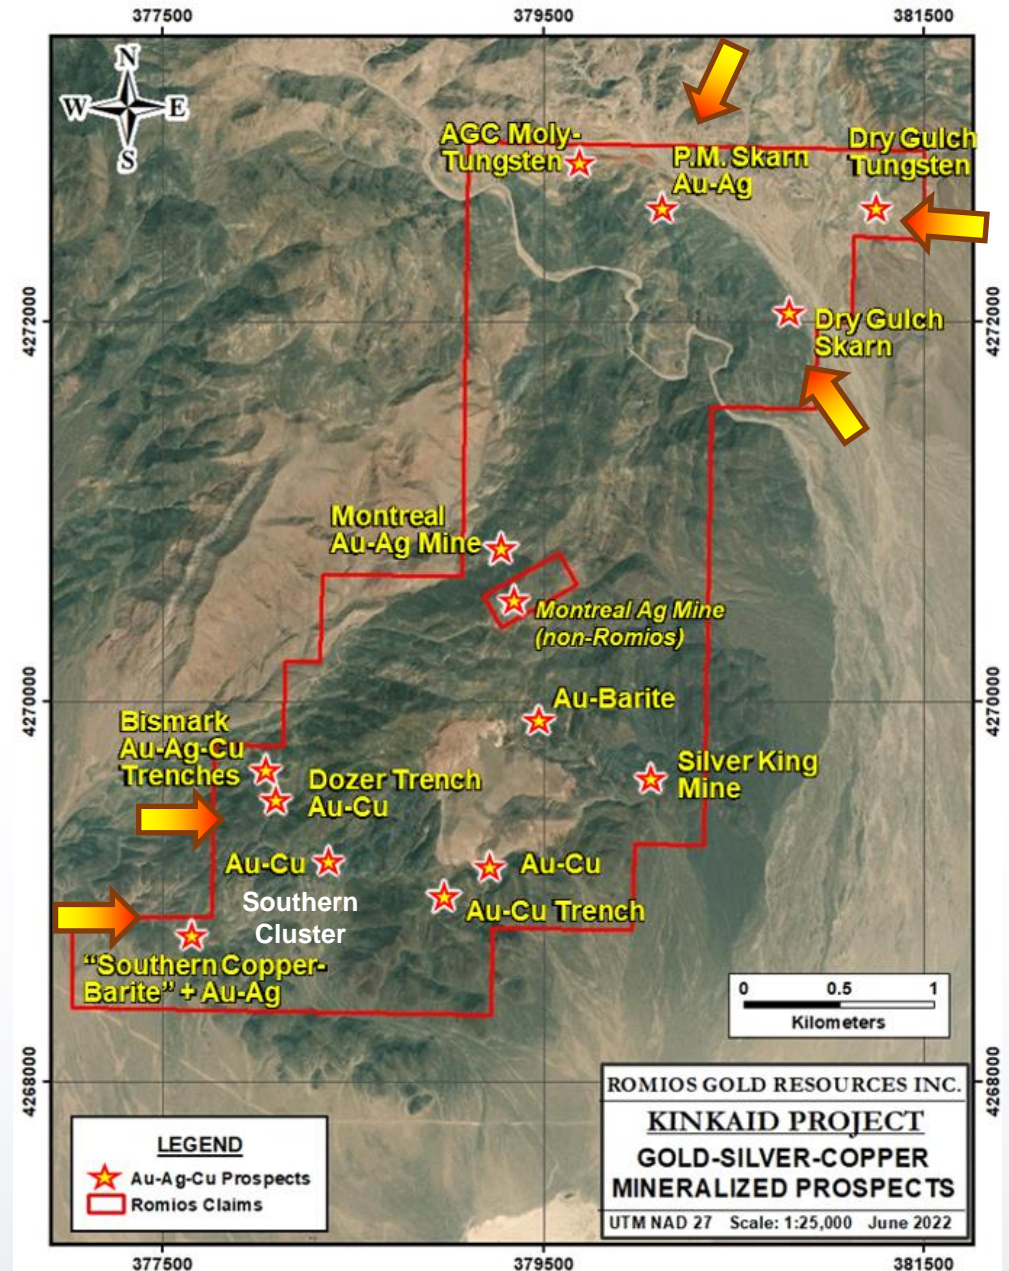 377500
379500
381500
N
W
E
S
AGC Moly-
Tungsten
P.M. Skarn
Au-Ag
Dry Gulch
Tungsten
4272000
4272000
Dry Gulch
Skarn
Montreal
Au-Ag Mine
Montreal Ag Mine
(non-Romios)
4270000
4270000
Au-Barite
Bismark
Au-Ag-Cu
Trenches
Dozer Trench
Au-Cu
Silver King
Mine
Au-Cu
Au-Cu
Southern
Cluster
Au-Cu Trench
“Southern Copper-
Barite” + Au-Ag
0 0.5 1
Kilometers
4268000
4268000
ROMIOS GOLD RESOURCES INC.
KINKAID PROJECT
GOLD-SILVER-COPPER
MINERALIZED PROSPECTS
UTM NAD 27 Scale: 1:25,000 June 2022
LEGEND
Au-Ag-Cu Prospects
Romios Claims
377500
379500
381500